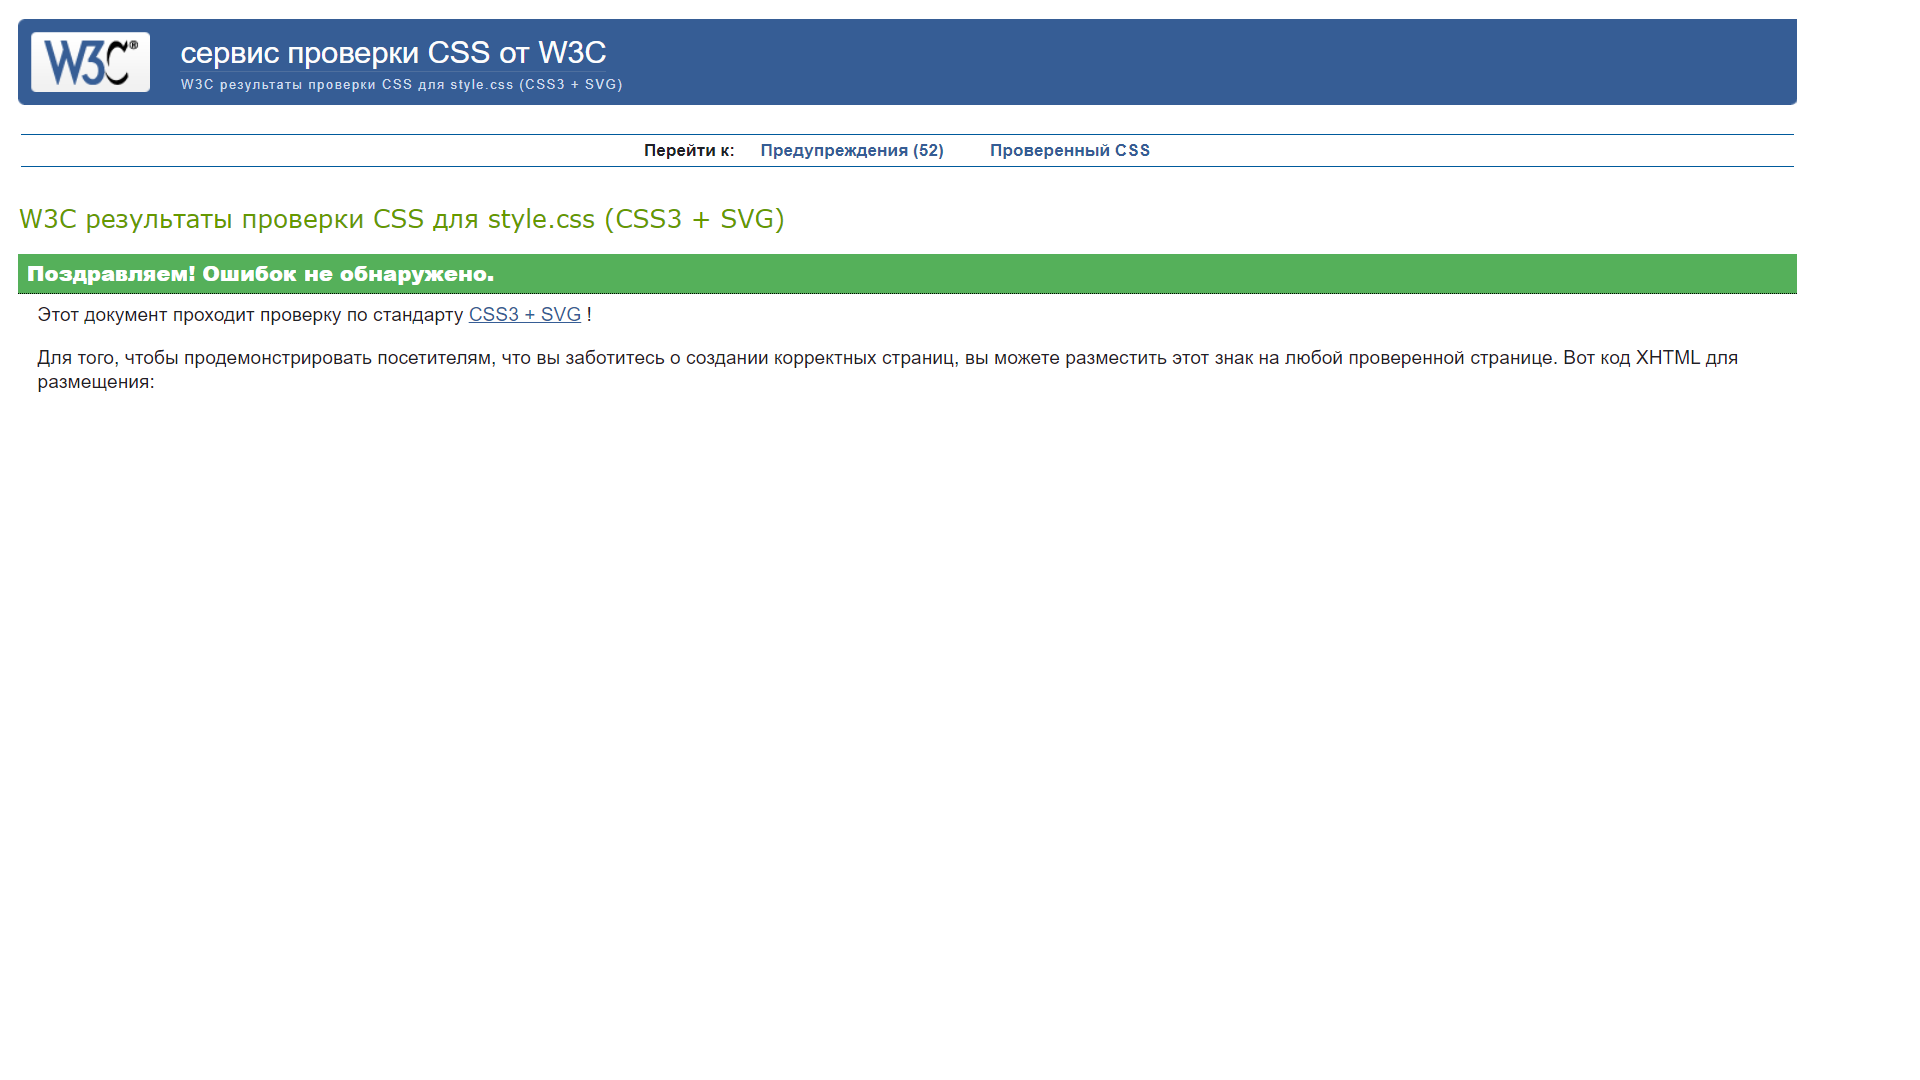 W3C®
сервис проверки CSS от W3C
W3C результаты проверки CSS для style.css (CSS3 + SVG)
Перейти к: Предупреждения (52) Проверенный CSS
W3C результаты проверки CSS для style.css (CSS3 + SVG)
Поздравляем! Ошибок не обнаружено.
Этот документ проходит проверку по стандарту CSS3 + SVG !
Для того, чтобы продемонстрировать посетителям, что вы заботитесь о создании корректных страниц, вы можете разместить этот знак на любой проверенной странице. Вот код XHTML для
размещения: